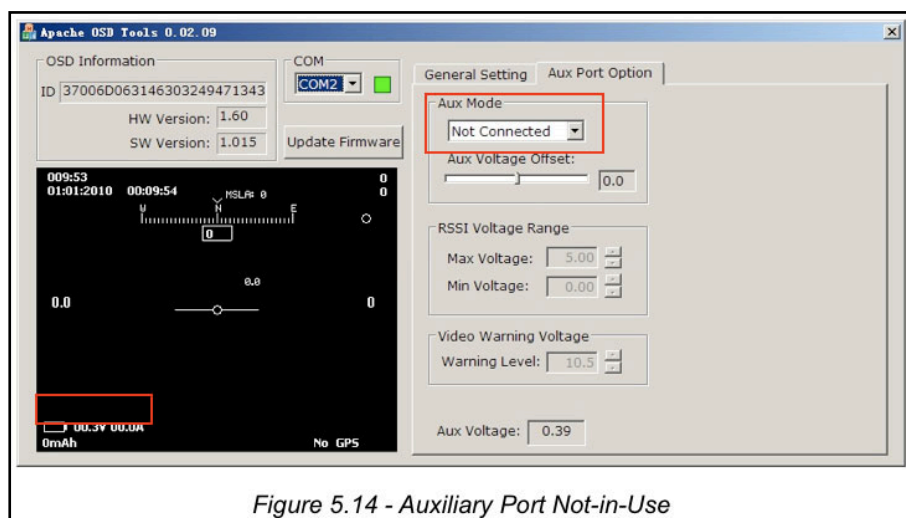 Apache OSD Tools 0.02.09
OSD Information
ID 37006D063146303249471343
HW Version: 1.60
SW Version: 1.015
COM
COM2
Update Firmware
009:53
0
01:01:2010 00:09:54
0
MSLA: 0
W N E
0
0.0
0.0
0
00.3V 00.0A
0mAh
No GPS
General Setting
Aux Port Option
Aux Mode
Not Connected
Aux Voltage Offset:
0.0
RSSI Voltage Range
Max Voltage: 5.00
Min Voltage: 0.00
Video Warning Voltage
Warning Level: 10.5
Aux Voltage: 0.39
Figure 5.14 - Auxiliary Port Not-in-Use